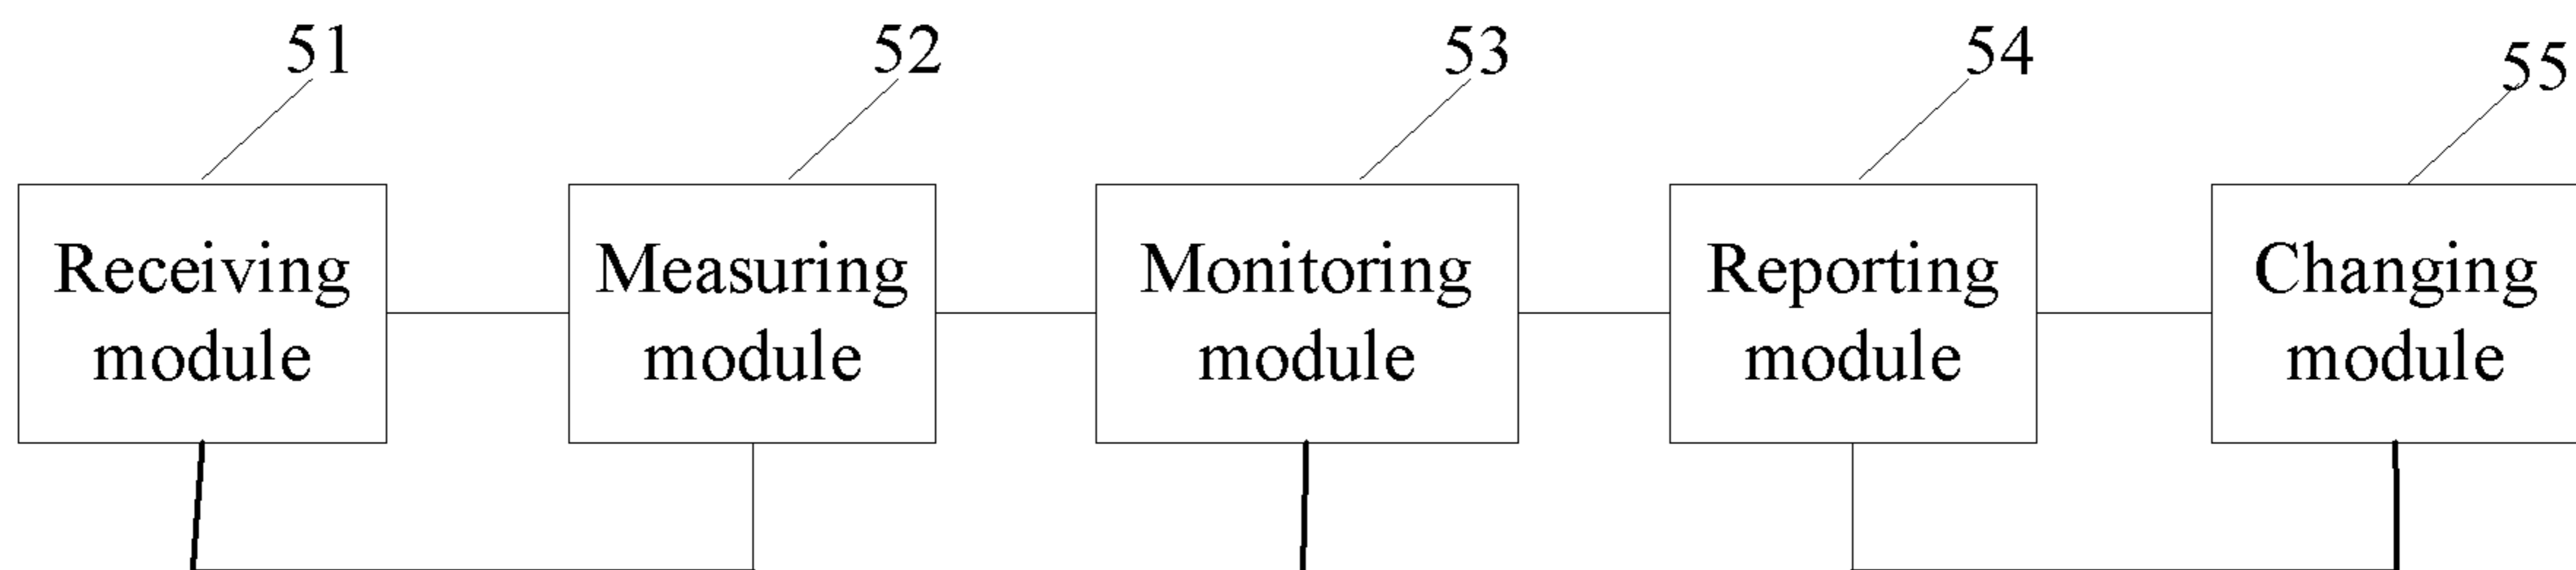 51
52
53
54
55
Receiving
module
Measuring
module
Monitoring
module
Reporting
module
Changing
module